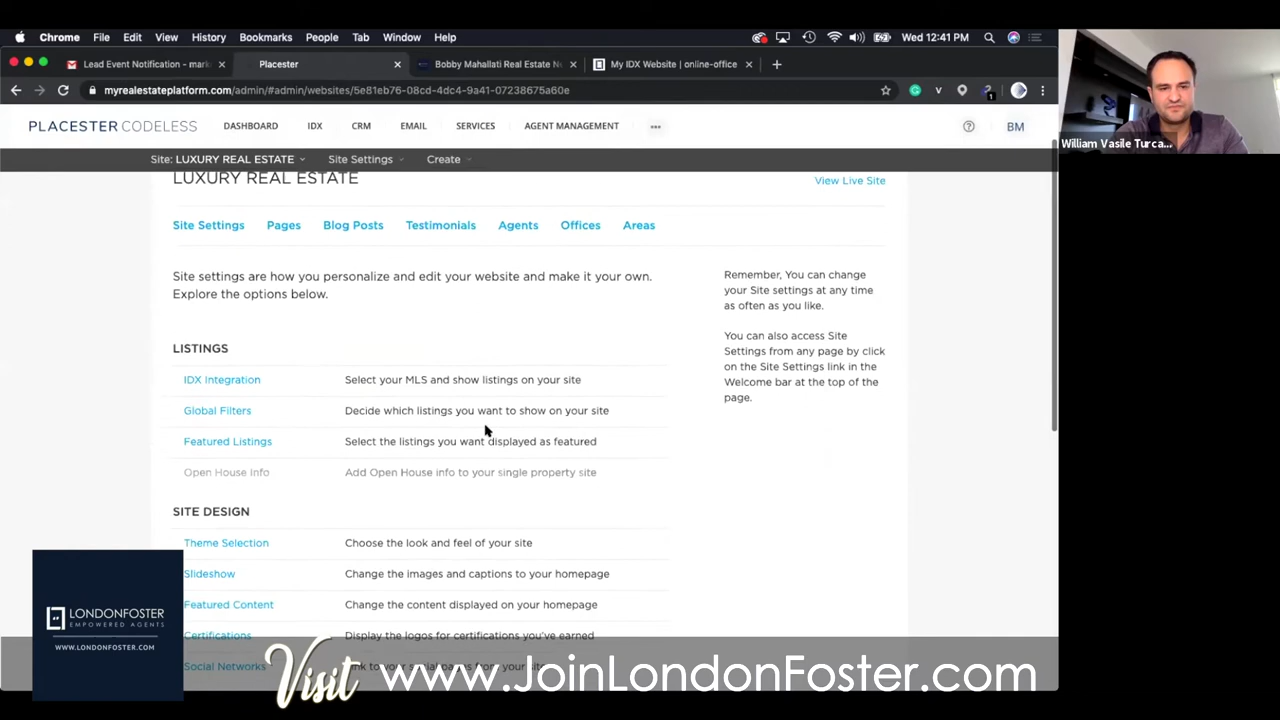 Chrome File Edit View History Bookmarks People Tab Window Help Wed 12:41 PM
Lead Event Notification - mark
Placester
Bobby Mahallati Real Estate N
My IDX Website | online-office
myrealestateplatform.com/admin/#admin/websites/5e81eb76-08cd-4dc4-9a41-07238675a60e
PLACESTER CODELESS DASHBOARD IDX CRM EMAIL SERVICES AGENT MANAGEMENT ••• BM
Site: LUXURY REAL ESTATE Site Settings Create
LUXURY REAL ESTATE
View Live Site
Site Settings Pages Blog Posts Testimonials Agents Offices Areas
Site settings are how you personalize and edit your website and make it your own.
Explore the options below.
Remember, You can change
your Site settings at any time
as often as you like.
You can also access Site
Settings from any page by click
on the Site Settings link in the
Welcome bar at the top of the
page.
LISTINGS
IDX Integration Select your MLS and show listings on your site
Global Filters Decide which listings you want to show on your site
Featured Listings Select the listings you want displayed as featured
Open House Info Add Open House info to your single property site
SITE DESIGN
Theme Selection Choose the look and feel of your site
Slideshow Change the images and captions to your homepage
Featured Content Change the content displayed on your homepage
Certifications Display the logos for certifications you've earned
Social Networks Link to your social pages from your site
William Vasile Turca...
LONDONFOSTER
EMPOWERED AGENTS
WWW.LONDONFOSTER.COM
Visit www.JoinLondonFoster.com